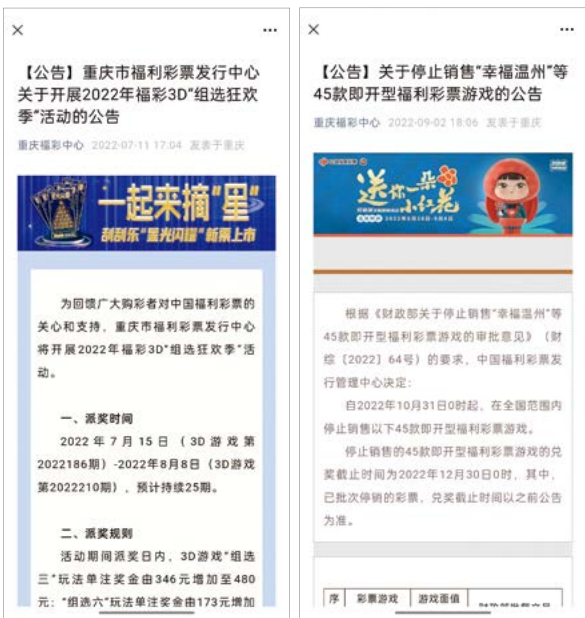 【公告】重庆市福利彩票发行中心
关于开展2022年福彩3D“组选狂欢
季”活动的公告
重庆福彩中心 2022-07-11 17:04 发表于重庆
一起来摘“星”
刮刮乐“星光闪耀”新票上市
为回馈广大购彩者对中国福利彩票的
关心和支持，重庆市福利彩票发行中心
将开展2022年福彩3D“组选狂欢季”活
动。
一、派奖时间
2022年7月15日（3D游戏第
2022186期）-2022年8月8日（3D游戏
第2022210期），预计持续25期。
二、派奖规则
活动期间派奖日内，3D游戏“组选
三”玩法单注奖金由346元增加至480
元；“组选六”玩法单注奖金由173元增加
【公告】关于停止销售“幸福温州”等
45款即开型福利彩票游戏的公告
重庆福彩中心 2022-09-02 18:06 发表于重庆
送你一朵
小红花
根据《财政部关于停止销售“幸福温州”等
45款即开型福利彩票游戏的审批意见》（财
综〔2022〕64号）的要求，中国福利彩票发
行管理中心决定：
自2022年10月31日0时起，在全国范围内
停止销售以下45款即开型福利彩票游戏。
停止销售的45款即开型福利彩票游戏的兑
奖截止时间为2022年12月30日0时，其中，
已批次停销的彩票，兑奖截止时间以之前公告
为准。
序 彩票游戏 游戏面值